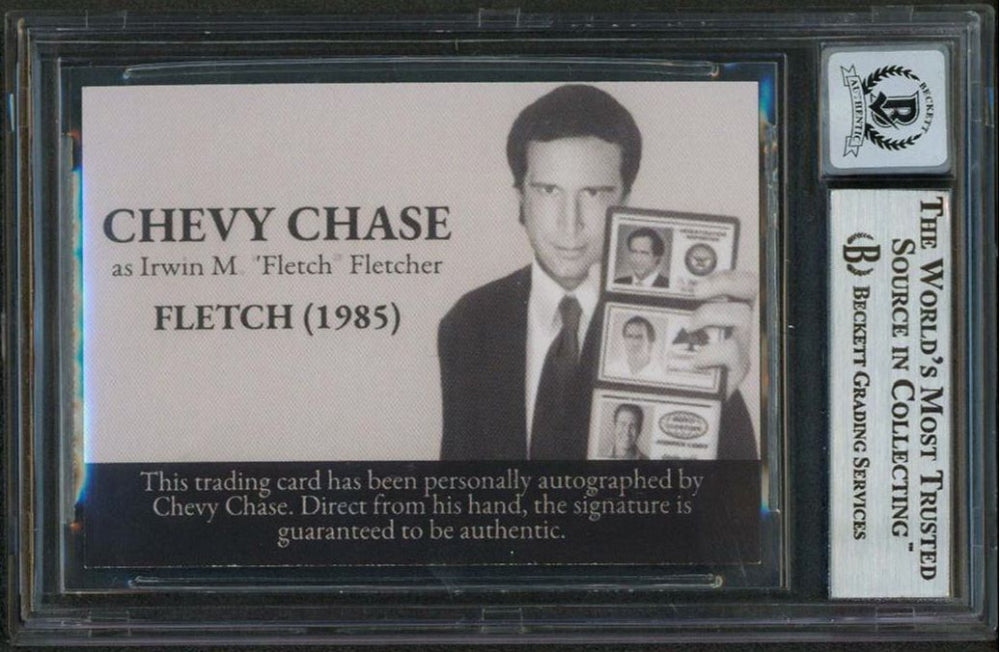 CHEVY CHASE
as Irwin M. "Fletch" Fletcher
FLETCH (1985)
This trading card has been personally autographed by
Chevy Chase. Direct from his hand, the signature is
guaranteed to be authentic.
BECKETT
B
AUTHENTIC
THE WORLD'S MOST TRUSTED
SOURCE IN COLLECTING™
B BECKETT GRADING SERVICES